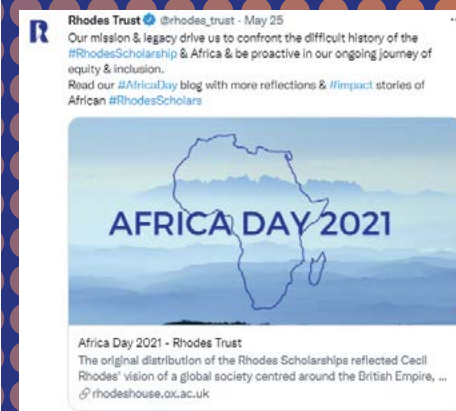 Rhodes Trust @rhodes_trust · May 25
Our mission & legacy drive us to confront the difficult history of the
#RhodesScholarship & Africa & be proactive in our ongoing journey of
equity & inclusion.
Read our #AfricaDay blog with more reflections & #impact stories of
African #RhodesScholars
AFRICA DAY 2021
Africa Day 2021 - Rhodes Trust
The original distribution of the Rhodes Scholarships reflected Cecil
Rhodes' vision of a global society centred around the British Empire, ...
rhodeshouse.ox.ac.uk